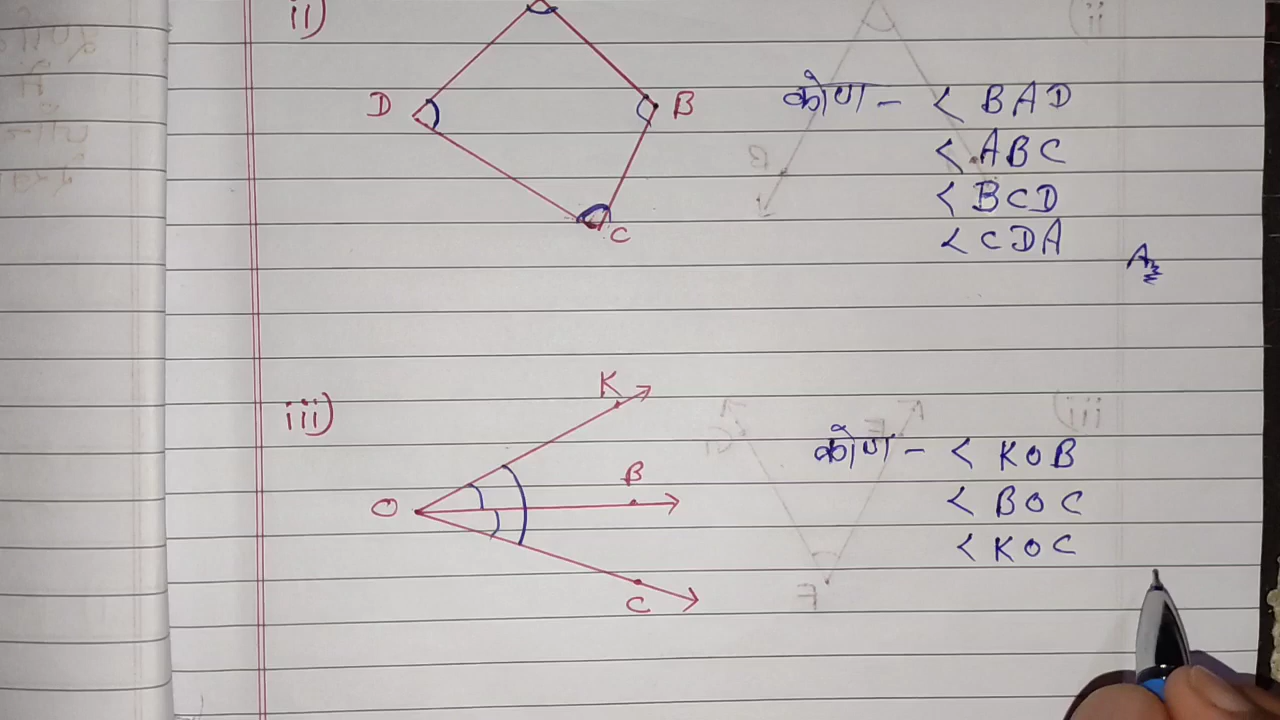 ii)
D
B
C
कोण - < BAD
< ABC
< BCD
< CDA
iii)
K
O
B
C
कोण - < KOB
< BOC
< KOC